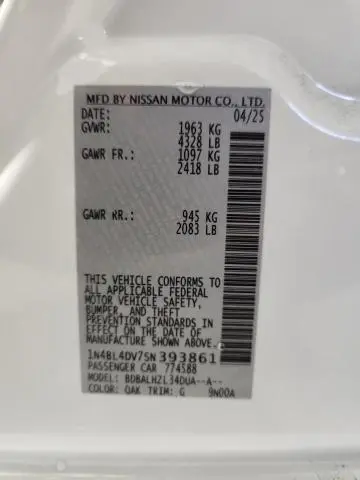 MFD BY NISSAN MOTOR CO., LTD.
DATE: 04/25
GVWR: 1963 KG
4328 LB
GAWR FR.: 1097 KG
2418 LB
GAWR RR.: 945 KG
2083 LB
THIS VEHICLE CONFORMS TO
ALL APPLICABLE FEDERAL
MOTOR VEHICLE SAFETY,
BUMPER, AND THEFT
PREVENTION STANDARDS IN
EFFECT ON THE DATE OF
MANUFACTURE SHOWN ABOVE.
1N4BL4DV7SN393861
PASSENGER CAR 774588
MODEL: BDBALHZL34DUA--A--
COLOR: QAK TRIM: G 9N00A